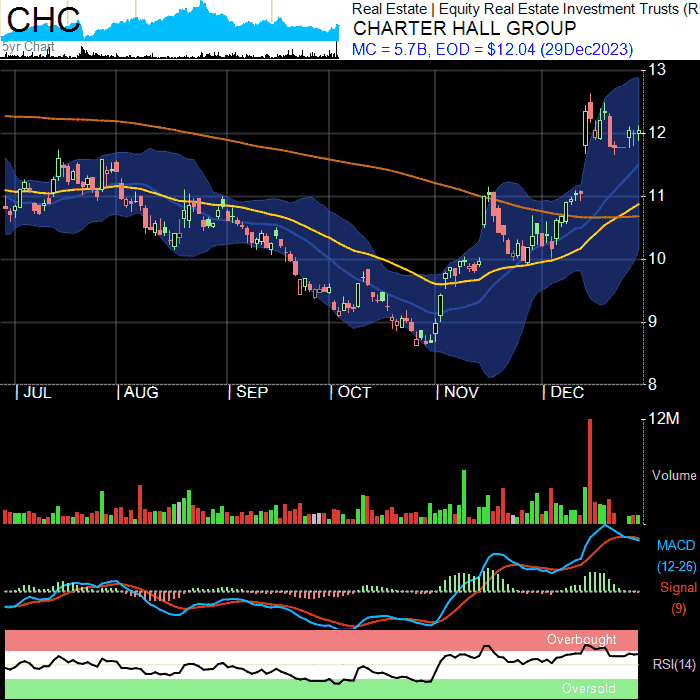 CHC
5yr Chart
Real Estate | Equity Real Estate Investment Trusts (R
CHARTER HALL GROUP
MC = 5.7B, EOD = $12.04 (29Dec2023)
13
12
11
10
9
8
JUL
AUG
SEP
OCT
NOV
DEC
12M
Volume
MACD
(12-26)
Signal
(9)
Overbought
RSI(14)
Oversold